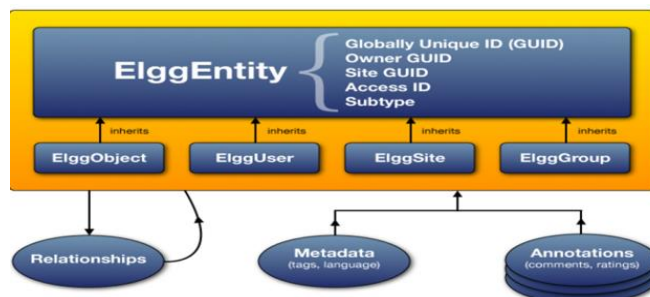 ElggEntity
Globally Unique ID (GUID)
Owner GUID
Site GUID
Access ID
Subtype
inherits
inherits
inherits
inherits
ElggObject
ElggUser
ElggSite
ElggGroup
Relationships
Metadata
(tags, language)
Annotations
(comments, ratings)